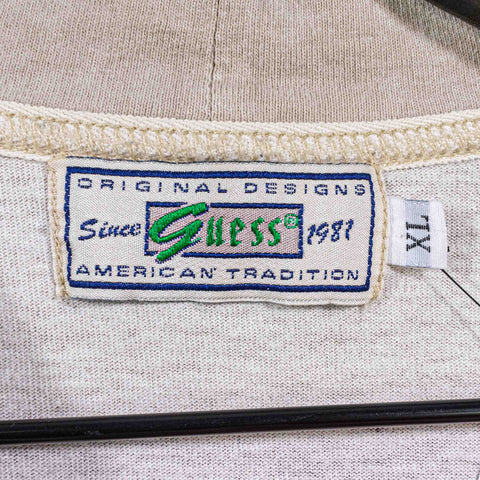 ORIGINAL DESIGNS
Since Guess® 1981
AMERICAN TRADITION
XL